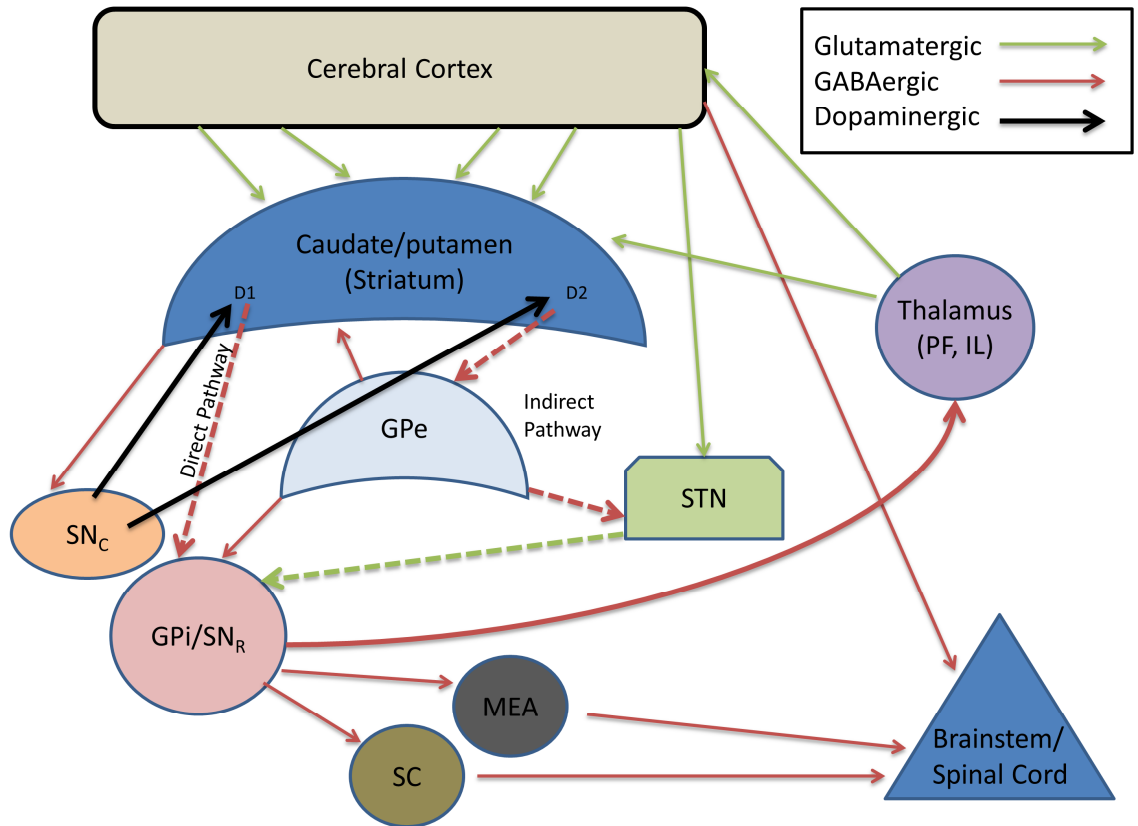 Cerebral Cortex
Glutamatergic
GABAergic
Dopaminergic
Caudate/putamen
(Striatum)
D1
D2
Thalamus
(PF, IL)
Direct Pathway
GPe
Indirect
Pathway
STN
SNC
GPi/SNR
MEA
SC
Brainstem/
Spinal Cord